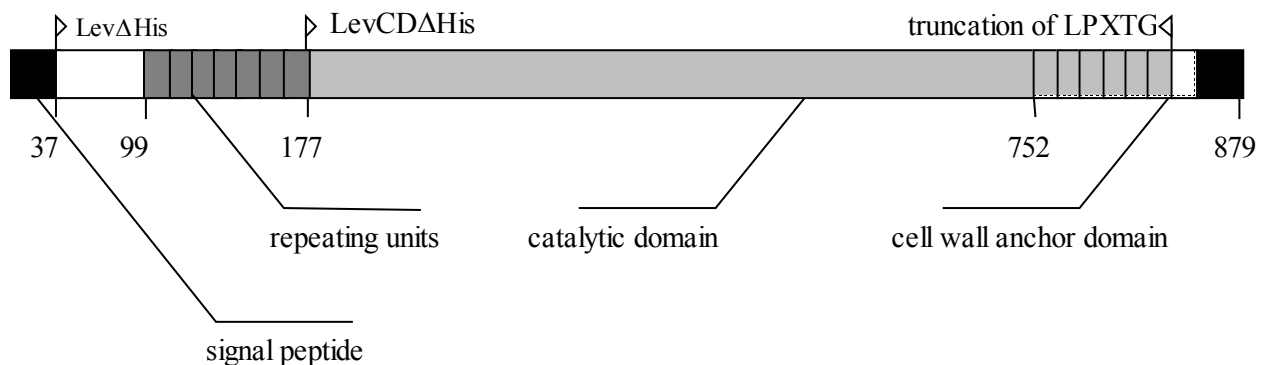 LevΔHis
LevCDΔHis
truncation of LPXTG
37
99
177
752
879
repeating units
catalytic domain
cell wall anchor domain
signal peptide